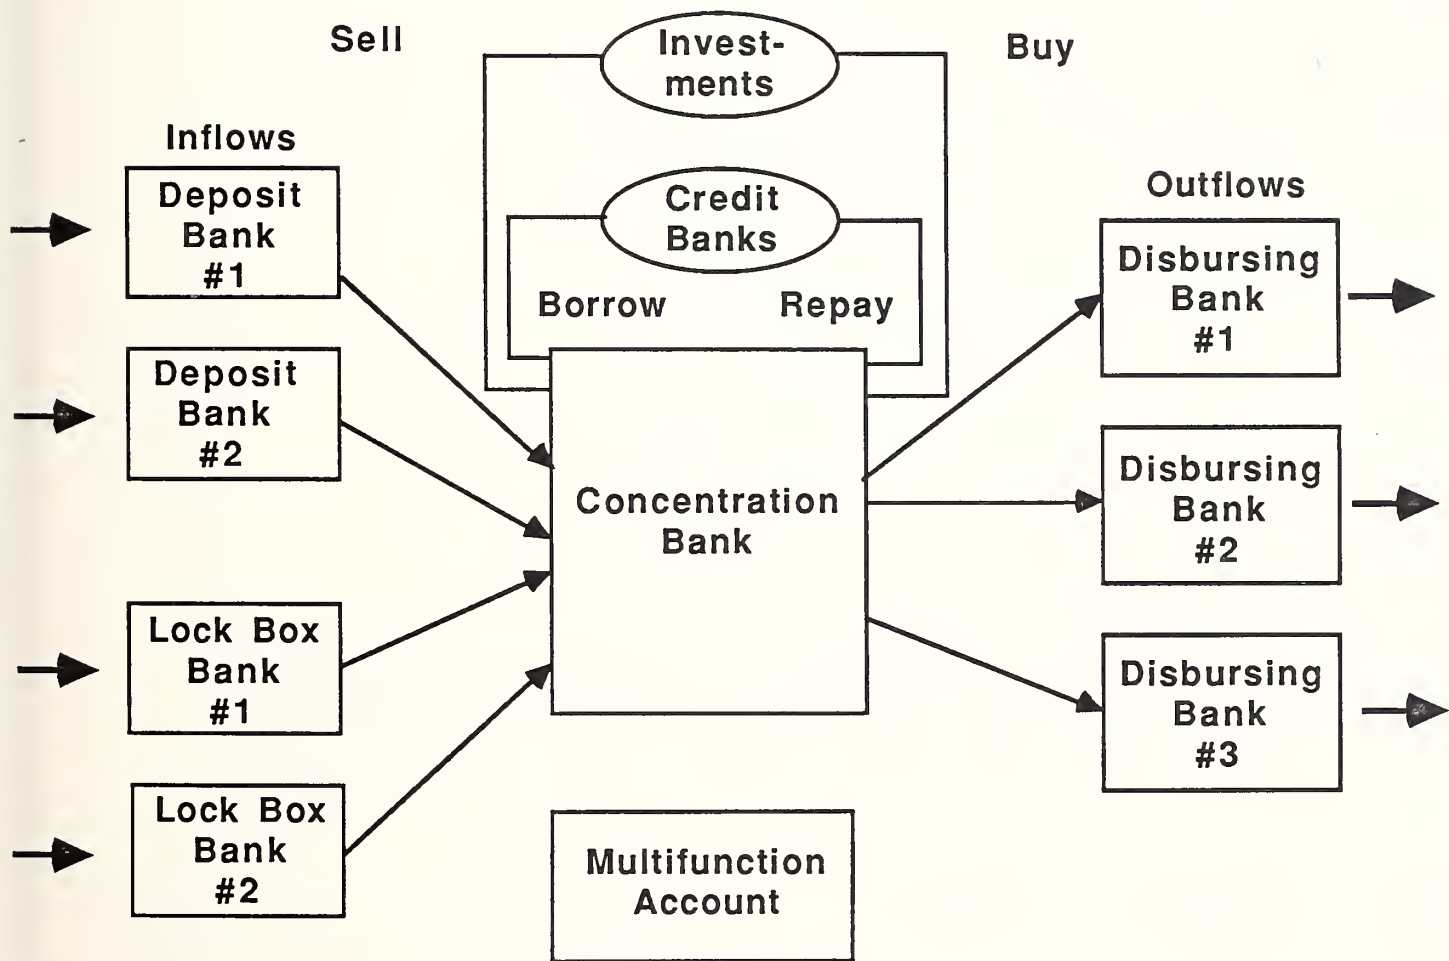 Sell
Invest-
ments
Buy
Inflows
Deposit
Bank
#1
Credit
Banks
Outflows
Borrow
Repay
Disbursing
Bank
#1
Deposit
Bank
#2
Concentration
Bank
Disbursing
Bank
#2
Lock Box
Bank
#1
Disbursing
Bank
#3
Lock Box
Bank
#2
Multifunction
Account